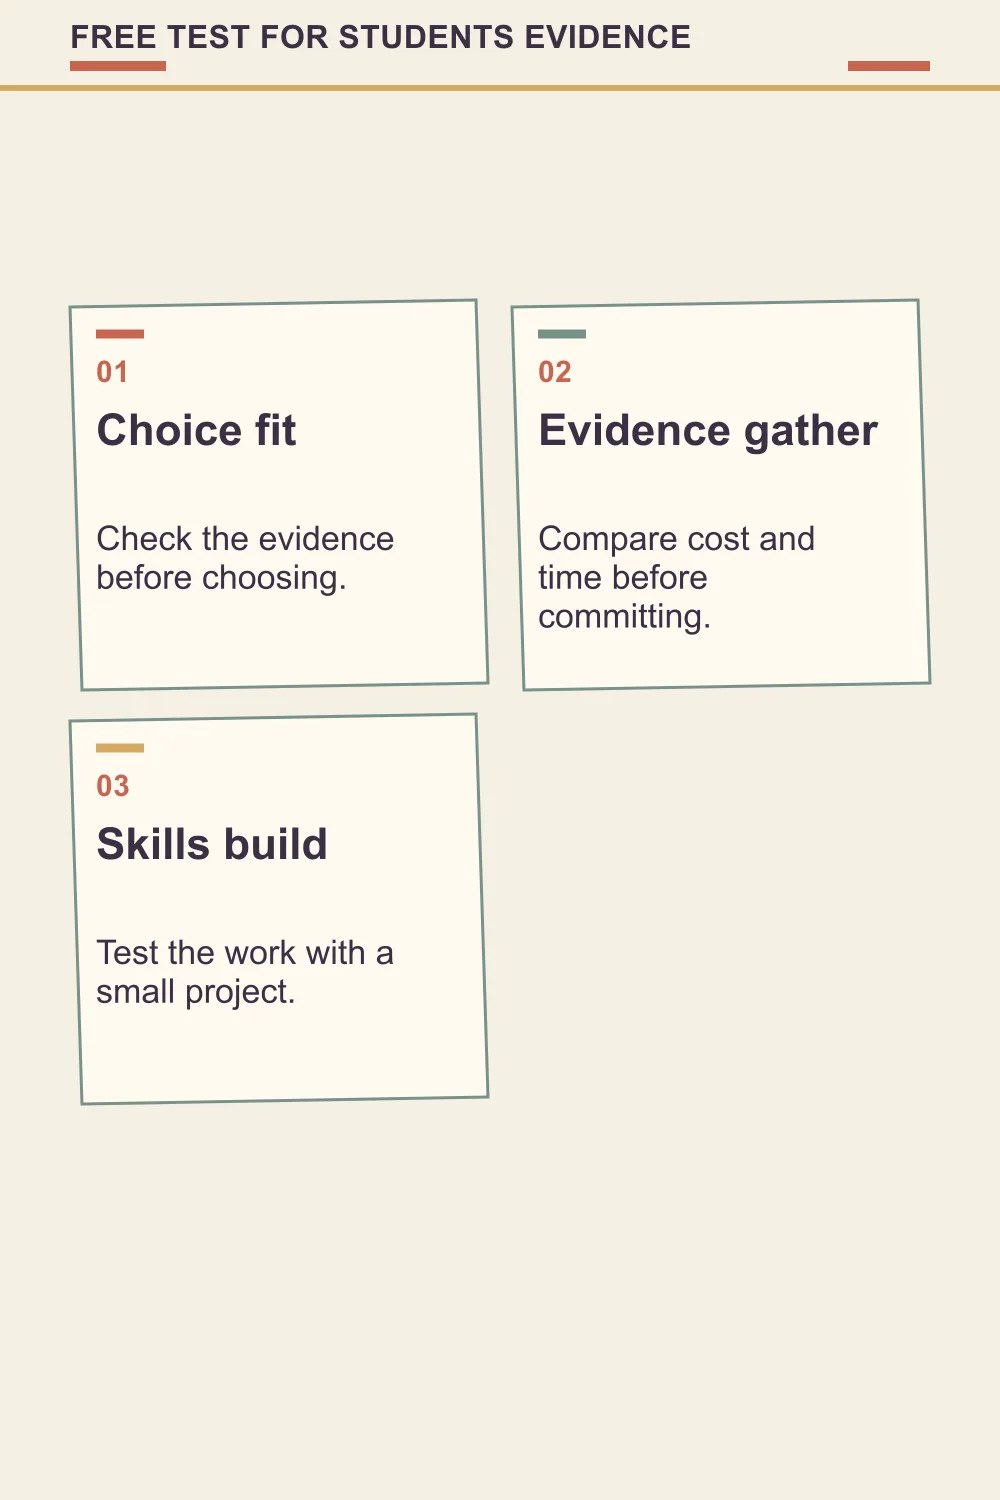 FREE TEST FOR STUDENTS EVIDENCE
01
Choice fit
Check the evidence
before choosing.
02
Evidence gather
Compare cost and
time before
committing.
03
Skills build
Test the work with a
small project.